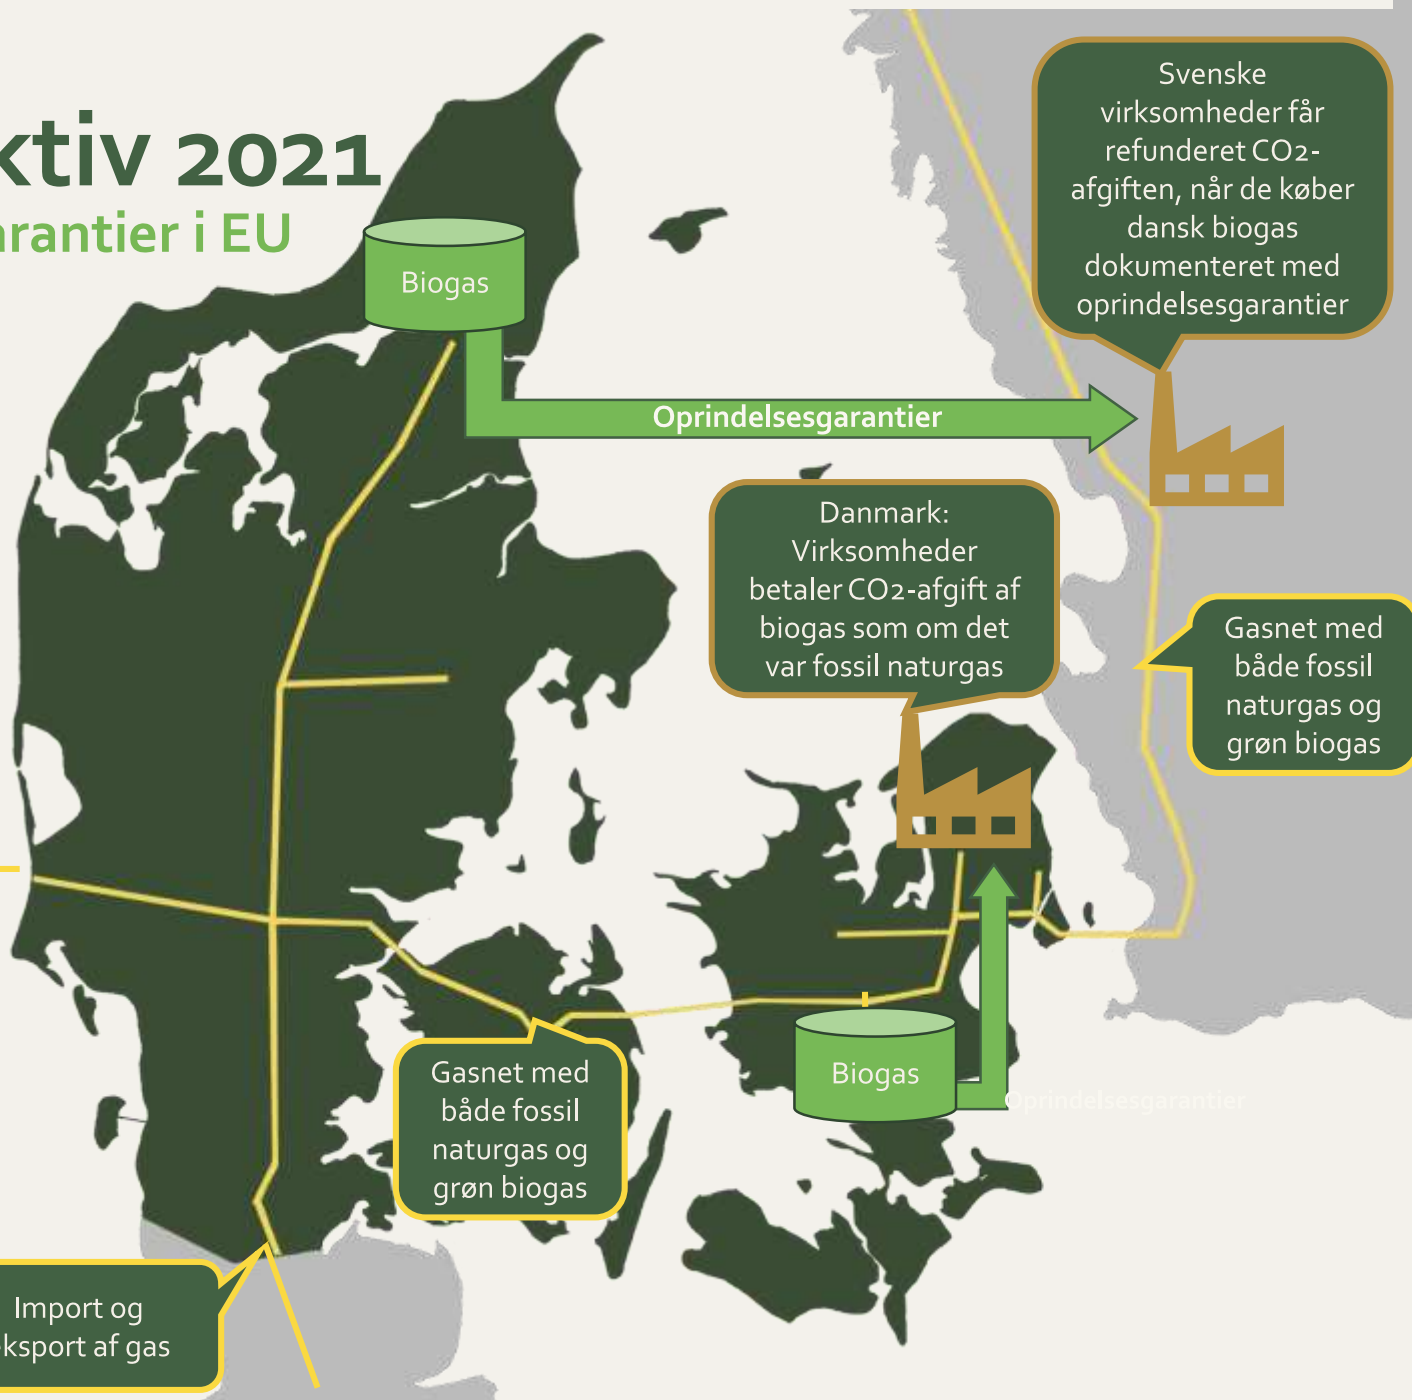 ktiv 2021
arantier i EU
Svenske
virksomheder får
refunderet CO2-
afgiften, når de køber
dansk biogas
dokumenteret med
oprindelsesgarantier
Biogas
Oprindelsesgarantier
Danmark:
Virksomheder
betaler CO2-afgift af
biogas som om det
var fossil naturgas
Gasnet med
både fossil
naturgas og
grøn biogas
Gasnet med
både fossil
naturgas og
grøn biogas
Biogas
Oprindelsesgarantier
Import og
ksport af gas